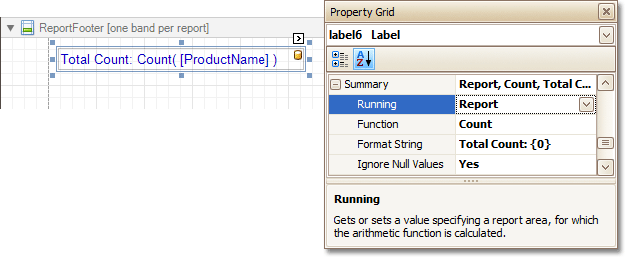 ReportFooter [one band per report]
Total Count: Count( [ProductName] )
Property Grid
label6 Label
Summary Report, Count, Total C...
Running Report
Function Count
Format String Total Count: {0}
Ignore Null Values Yes
Running
Gets or sets a value specifying a report area, for which
the arithmetic function is calculated.